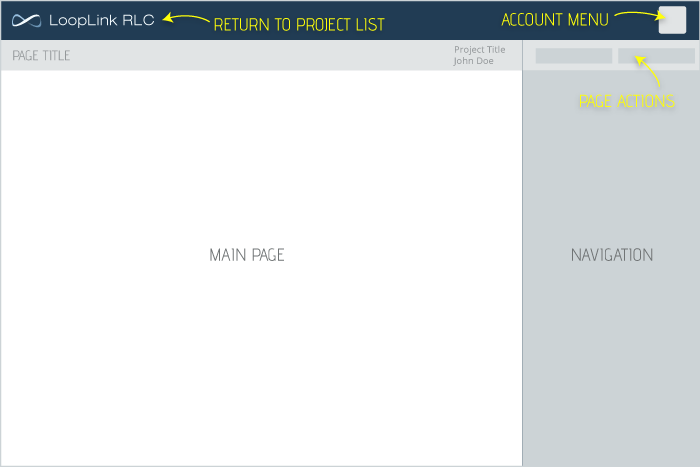 LoopLink RLC
RETURN TO PROJECT LIST
ACCOUNT MENU
PAGE TITLE
Project Title
John Doe
PAGE ACTIONS
MAIN PAGE
NAVIGATION